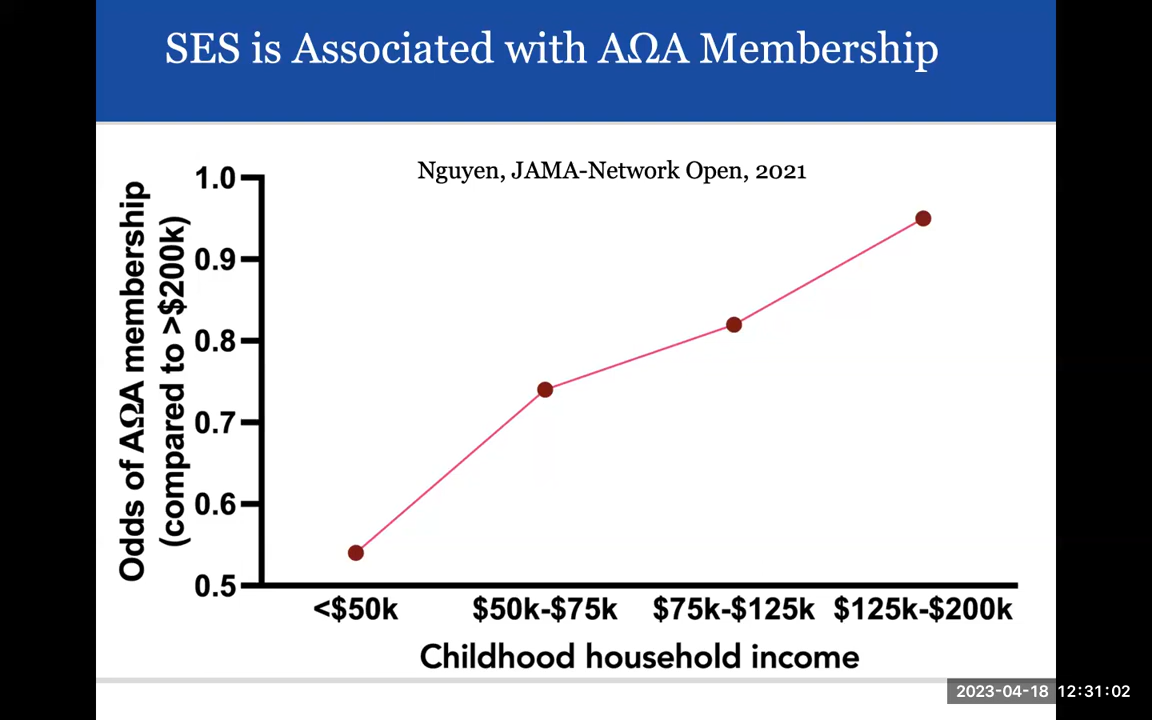 SES is Associated with AΩA Membership
Nguyen, JAMA-Network Open, 2021
Odds of AΩA membership
(compared to >$200k)
1.0
0.9
0.8
0.7
0.6
0.5
<$50k $50k-$75k $75k-$125k $125k-$200k
Childhood household income
2023-04-18 12:31:02